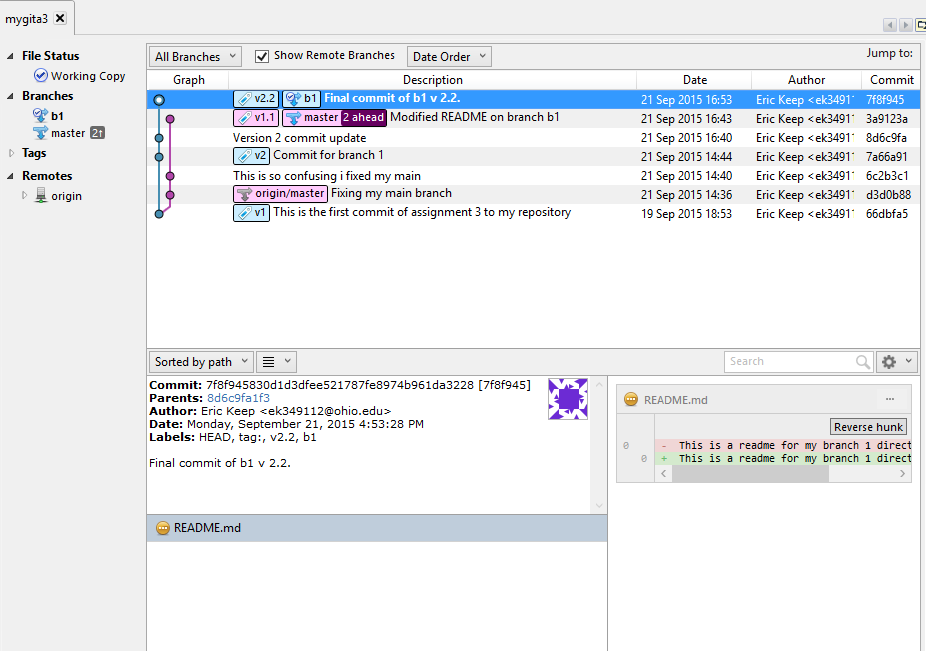 mygita3
File Status
Working Copy
Branches
b1
master 2↑
Tags
Remotes
origin
All Branches Show Remote Branches Date Order Jump to:
Graph Description Date Author Commit
v2.2 b1 Final commit of b1 v 2.2. 21 Sep 2015 16:53 Eric Keep <ek34911 7f8f945
v1.1 master 2 ahead Modified README on branch b1 21 Sep 2015 16:43 Eric Keep <ek34911 3a9123a
Version 2 commit update 21 Sep 2015 16:40 Eric Keep <ek34911 8d6c9fa
v2 Commit for branch 1 21 Sep 2015 14:44 Eric Keep <ek34911 7a66a91
This is so confusing i fixed my main 21 Sep 2015 14:40 Eric Keep <ek34911 6c2b3c1
origin/master Fixing my main branch 21 Sep 2015 14:36 Eric Keep <ek34911 d3d0b88
v1 This is the first commit of assignment 3 to my repository 19 Sep 2015 18:53 Eric Keep <ek34911 66dbfa5
Sorted by path Search
Commit: 7f8f945830d1d3dfee521787fe8974b961da3228 [7f8f945]
Parents: 8d6c9fa1f3
Author: Eric Keep <ek349112@ohio.edu>
Date: Monday, September 21, 2015 4:53:28 PM
Labels: HEAD, tag:, v2.2, b1
Final commit of b1 v 2.2.
README.md
README.md ...
Reverse hunk
0 - This is a readme for my branch 1 direct
0 + This is a readme for my branch 1 direct